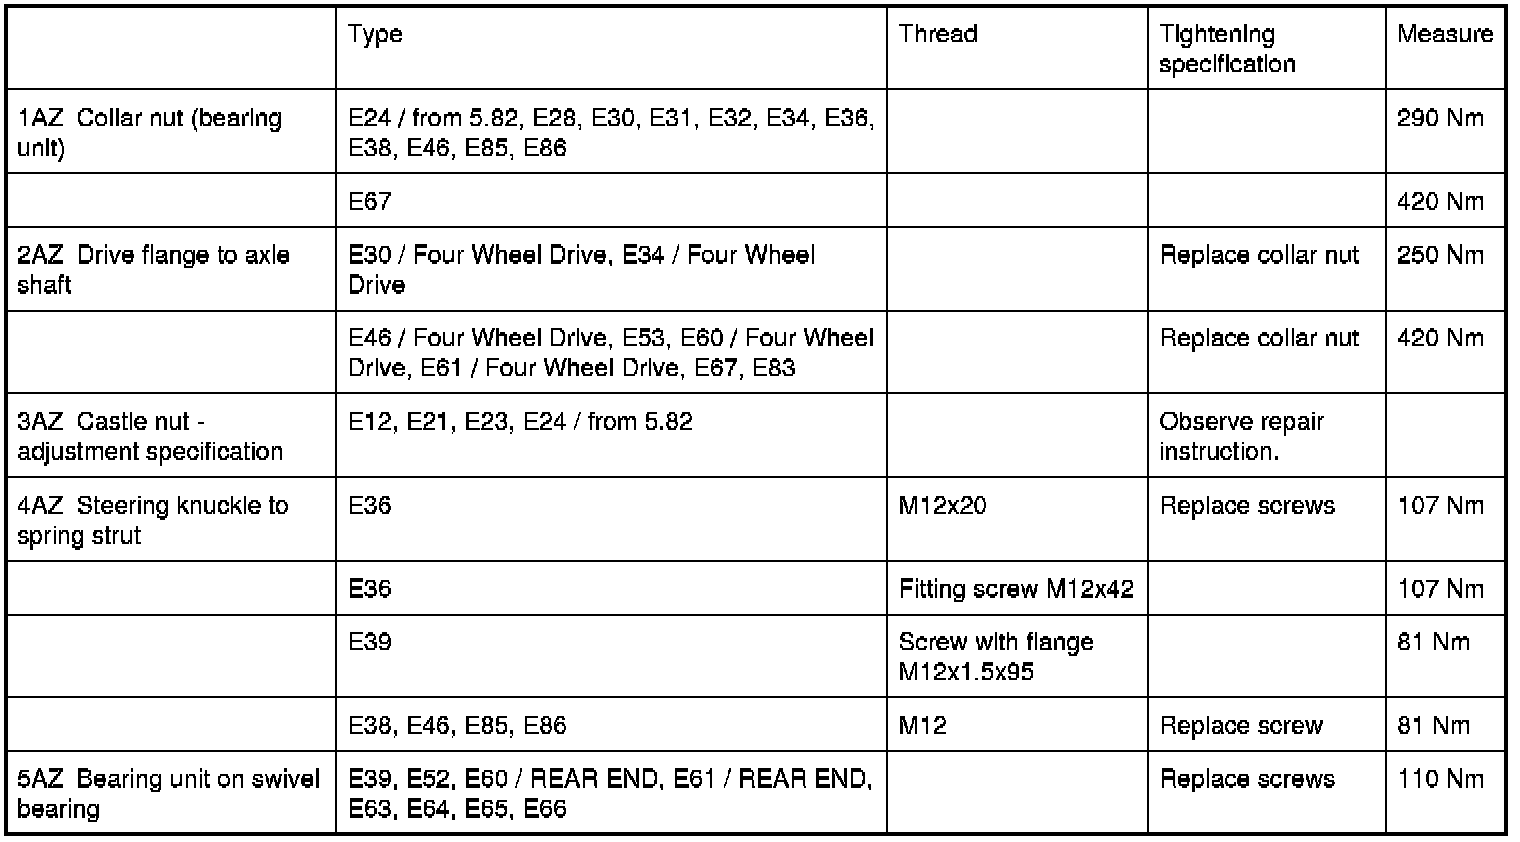 Type Thread Tightening specification Measure
1AZ Collar nut (bearing unit) E24 / from 5.82, E28, E30, E31, E32, E34, E36, E38, E46, E85, E86 290 Nm
E67 420 Nm
2AZ Drive flange to axle shaft E30 / Four Wheel Drive, E34 / Four Wheel Drive Replace collar nut 250 Nm
E46 / Four Wheel Drive, E53, E60 / Four Wheel Drive, E61 / Four Wheel Drive, E67, E83 Replace collar nut 420 Nm
3AZ Castle nut - adjustment specification E12, E21, E23, E24 / from 5.82 Observe repair instruction.
4AZ Steering knuckle to spring strut E36 M12x20 Replace screws 107 Nm
E36 Fitting screw M12x42 107 Nm
E39 Screw with flange M12x1.5x95 81 Nm
E38, E46, E85, E86 M12 Replace screw 81 Nm
5AZ Bearing unit on swivel bearing E39, E52, E60 / REAR END, E61 / REAR END, E63, E64, E65, E66 Replace screws 110 Nm